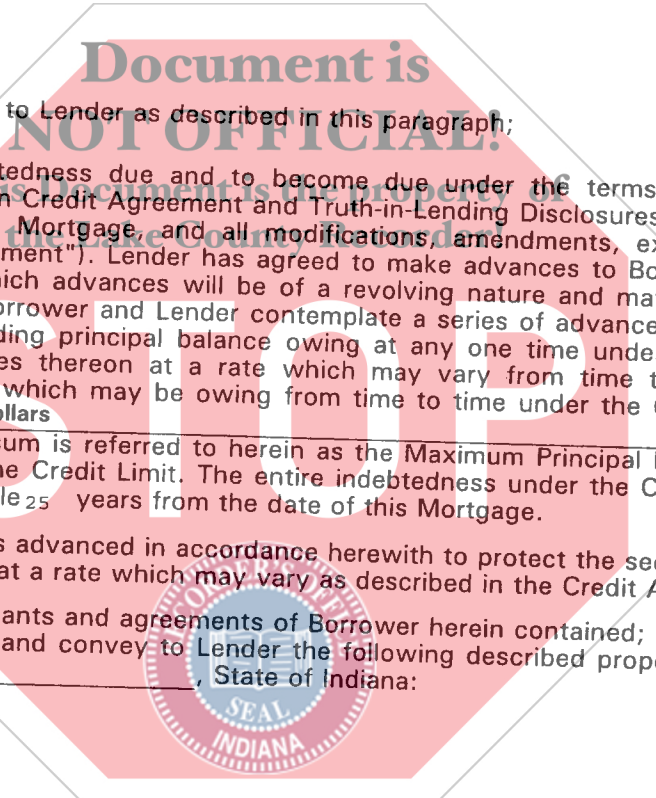 Document is
to Lender as described in this paragraph;
NOT OFFICIAL!
tedness due and to become due under the terms
is Document is the property of
n Credit Agreement and Truth-in-Lending Disclosures
the Lake County Recorder!
Mortgage, and all modifications, amendments, ex
ment"). Lender has agreed to make advances to Bo
ich advances will be of a revolving nature and ma
orrower and Lender contemplate a series of advance
ding principal balance owing at any one time unde
es thereon at a rate which may vary from time t
which may be owing from time to time under the
ollars
STOP
sum is referred to herein as the Maximum Principal
he Credit Limit. The entire indebtedness under the C
le 25 years from the date of this Mortgage.
s advanced in accordance herewith to protect the sec
at a rate which may vary as described in the Credit A
ants and agreements of Borrower herein contained;
and convey to Lender the following described prope
, State of Indiana:
RECORDER'S OFFICE
SEAL
INDIANA